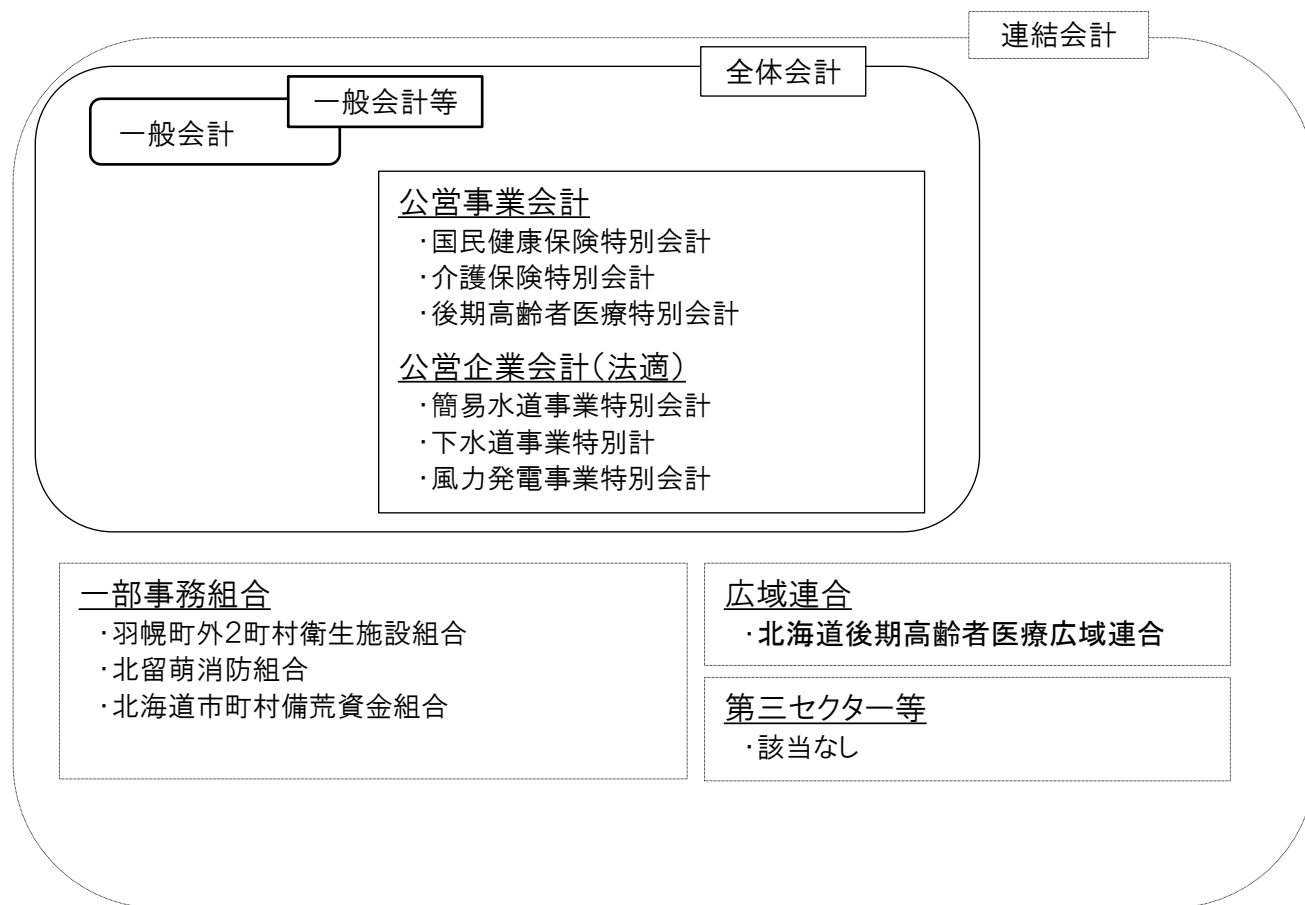 連結会計
全体会計
一般会計等
一般会計
公営事業会計
・国民健康保険特別会計
・介護保険特別会計
・後期高齢者医療特別会計
公営企業会計（法適）
・簡易水道事業特別会計
・下水道事業特別計
・風力発電事業特別会計
一部事務組合
・羽幌町外2町村衛生施設組合
・北留萌消防組合
・北海道市町村備荒資金組合
広域連合
・北海道後期高齢者医療広域連合
第三セクター等
・該当なし